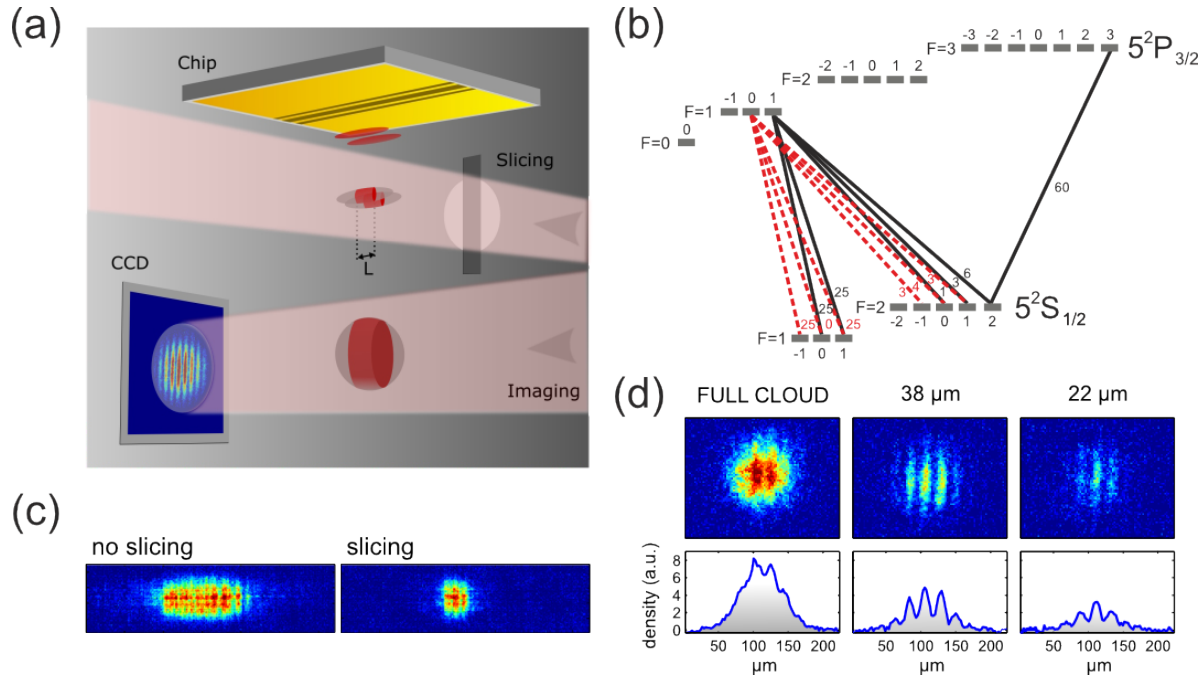 (a)
Chip
Slicing
L
CCD
Imaging
(b)
-3 -2 -1 0 1 2 3
F=3
5²P₃/₂
-2 -1 0 1 2
F=2
-1 0 1
F=1
0
F=0
60
6
3 4 3 1 3
25
25
25 0 25
F=2
5²S₁/₂
-2 -1 0 1 2
F=1
-1 0 1
(c)
no slicing
slicing
(d)
FULL CLOUD 38 µm 22 µm
density (a.u.)
8
6
4
2
0
50 100 150 200
50 100 150 200
50 100 150 200
µm
µm
µm